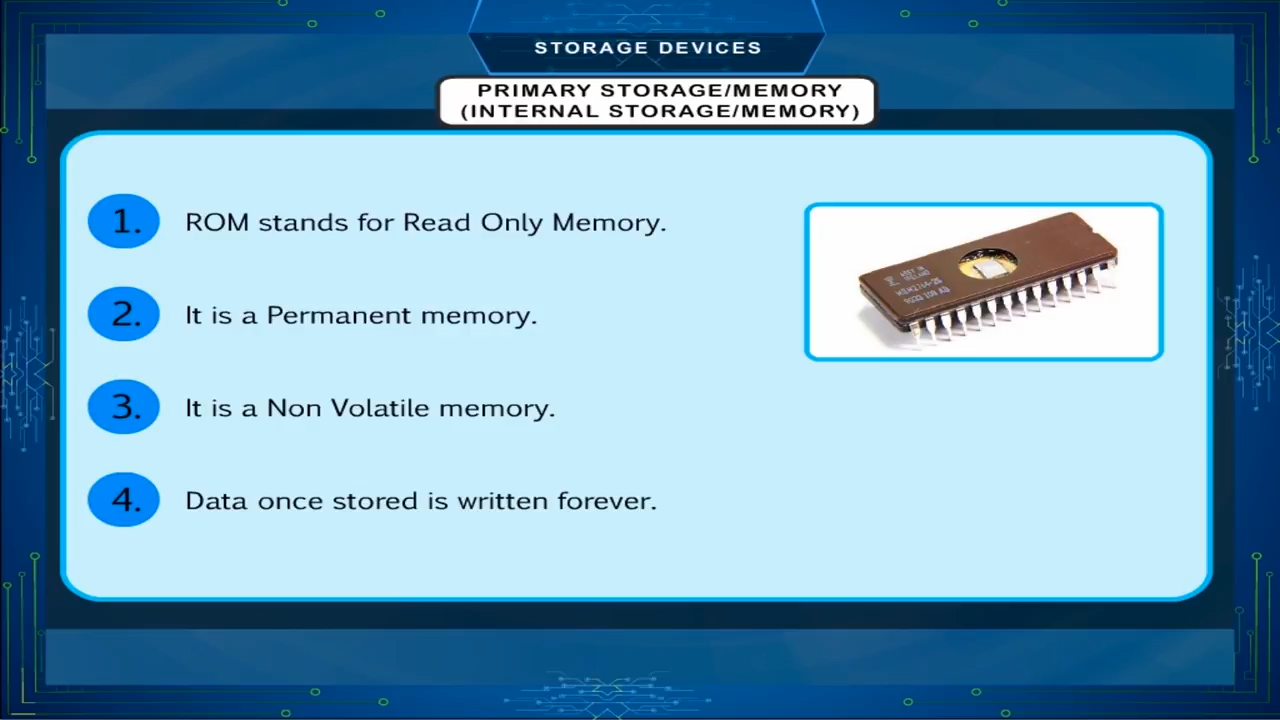 STORAGE DEVICES
PRIMARY STORAGE/MEMORY
(INTERNAL STORAGE/MEMORY)
1. ROM stands for Read Only Memory.
2. It is a Permanent memory.
3. It is a Non Volatile memory.
4. Data once stored is written forever.